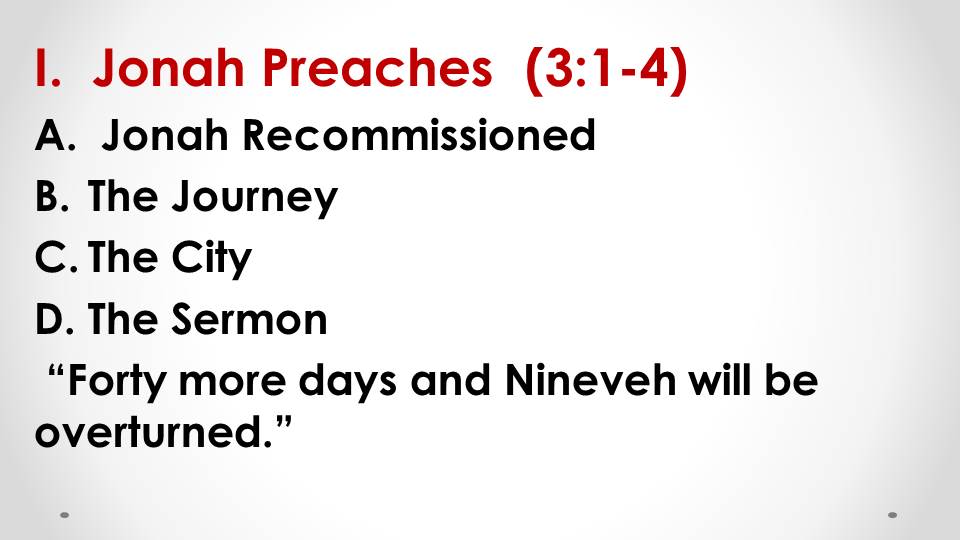 I. Jonah Preaches (3:1-4)
A. Jonah Recommissioned
B. The Journey
C. The City
D. The Sermon
“Forty more days and Nineveh will be
overturned.”